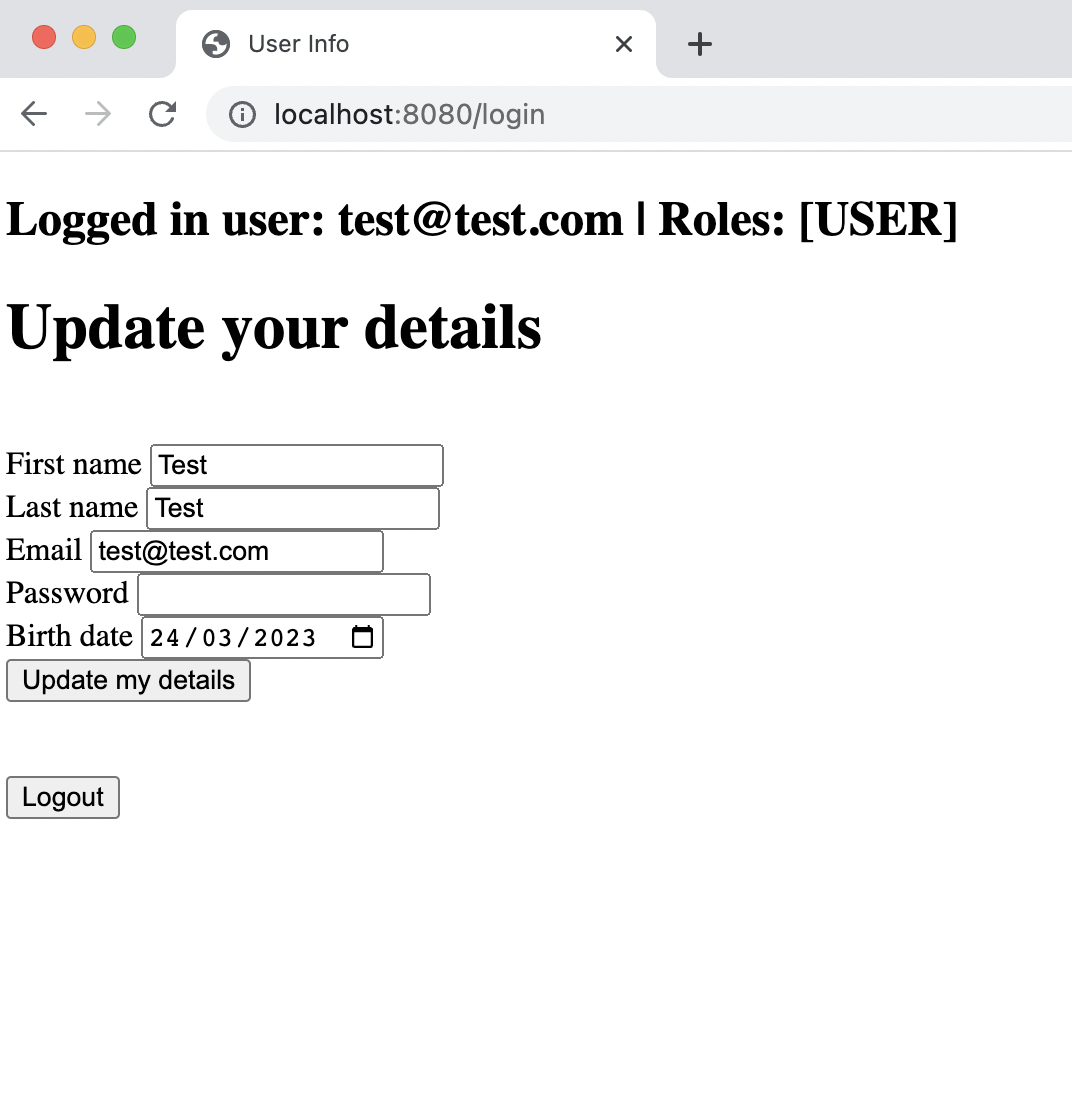 User Info
localhost:8080/login
Logged in user: test@test.com | Roles: [USER]
Update your details
First name Test
Last name Test
Email test@test.com
Password
Birth date 24/03/2023
Update my details
Logout